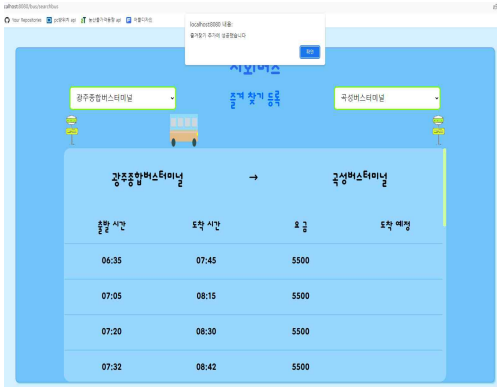 localhost:8080/bus/searchbus
Your Repositories
api
api
localhost:8080 내용:
즐겨찾기 추가에 성공했습니다
확인
시외버스
광주종합버스터미널
즐겨 찾기 등록
곡성버스터미널
광주종합버스터미널 → 곡성버스터미널
출발 시간 도착 시간 요금 도착 예정
06:35 07:45 5500
07:05 08:15 5500
07:20 08:30 5500
07:32 08:42 5500